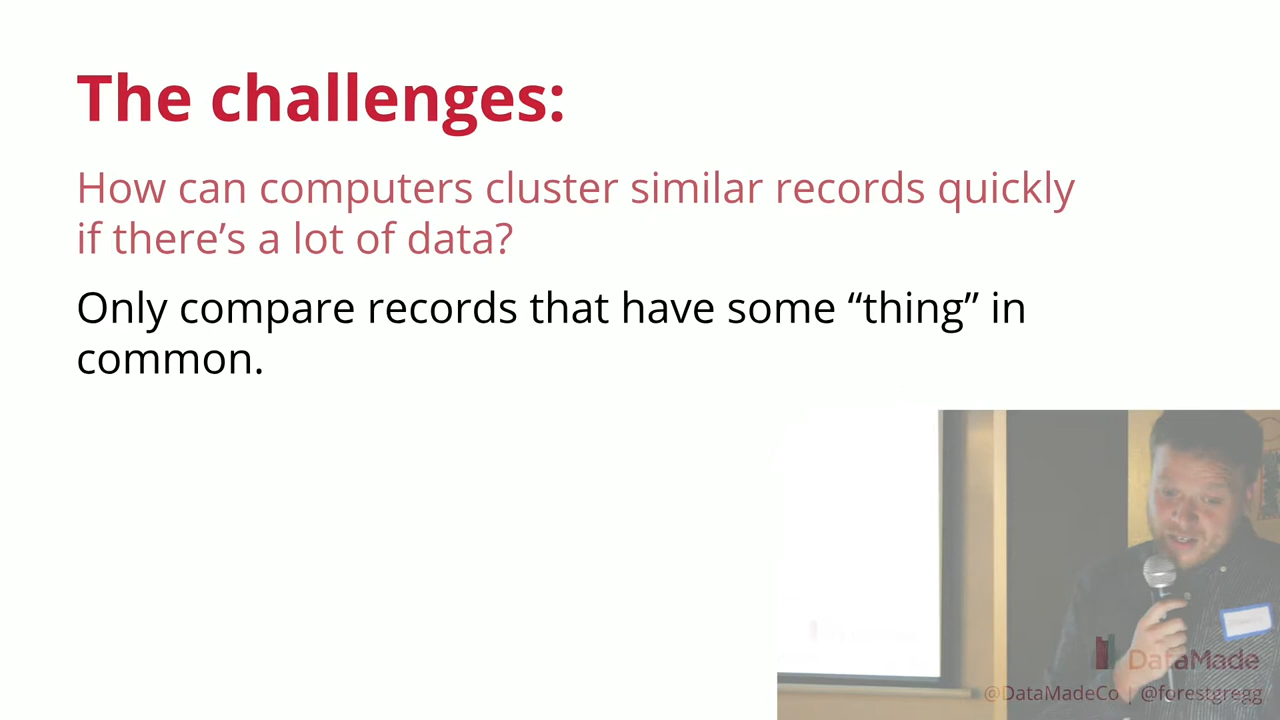 The challenges:
How can computers cluster similar records quickly
if there’s a lot of data?
Only compare records that have some “thing” in
common.
DataMade
@DataMadeCo | @forestgregg